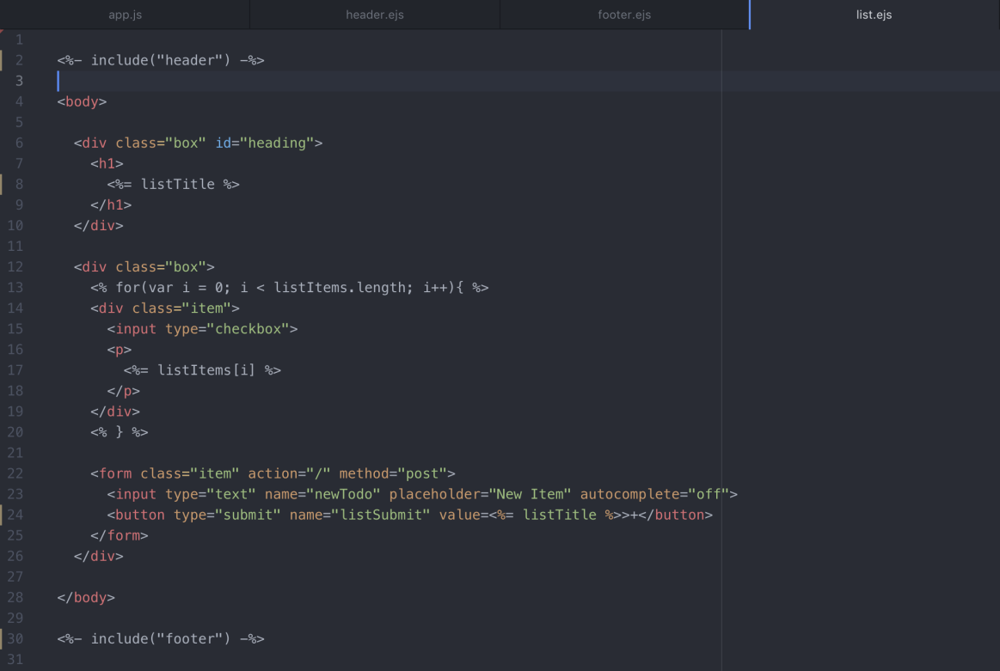 app.js header.ejs footer.ejs list.ejs
1
2 <%- include("header") -%>
3
4 <body>
5
6 <div class="box" id="heading">
7 <h1>
8 <%= listTitle %>
9 </h1>
10 </div>
11
12 <div class="box">
13 <% for(var i = 0; i < listItems.length; i++){ %>
14 <div class="item">
15 <input type="checkbox">
16 <p>
17 <%= listItems[i] %>
18 </p>
19 </div>
20 <% } %>
21
22 <form class="item" action="/" method="post">
23 <input type="text" name="newTodo" placeholder="New Item" autocomplete="off">
24 <button type="submit" name="listSubmit" value=<%= listTitle %>>+</button>
25 </form>
26 </div>
27
28 </body>
29
30 <%- include("footer") -%>
31